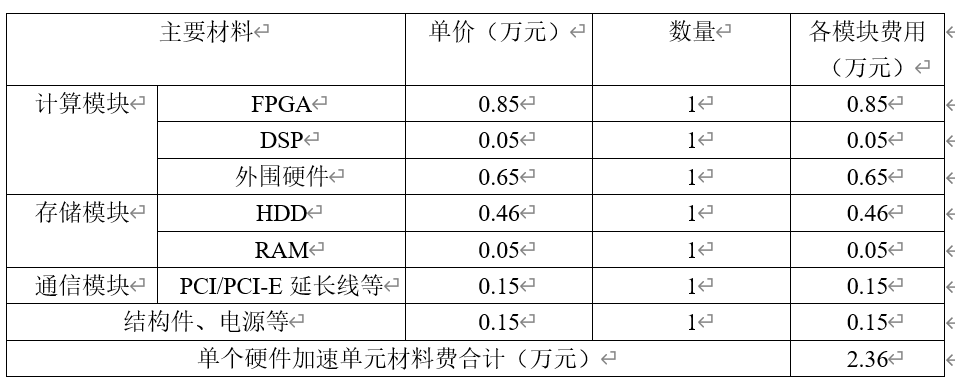 主要材料 单价（万元） 数量 各模块费用
（万元）
计算模块 FPGA 0.85 1 0.85
DSP 0.05 1 0.05
外围硬件 0.65 1 0.65
存储模块 HDD 0.46 1 0.46
RAM 0.05 1 0.05
通信模块 PCI/PCI-E 延长线等 0.15 1 0.15
结构件、电源等 0.15 1 0.15
单个硬件加速单元材料费合计（万元） 2.36